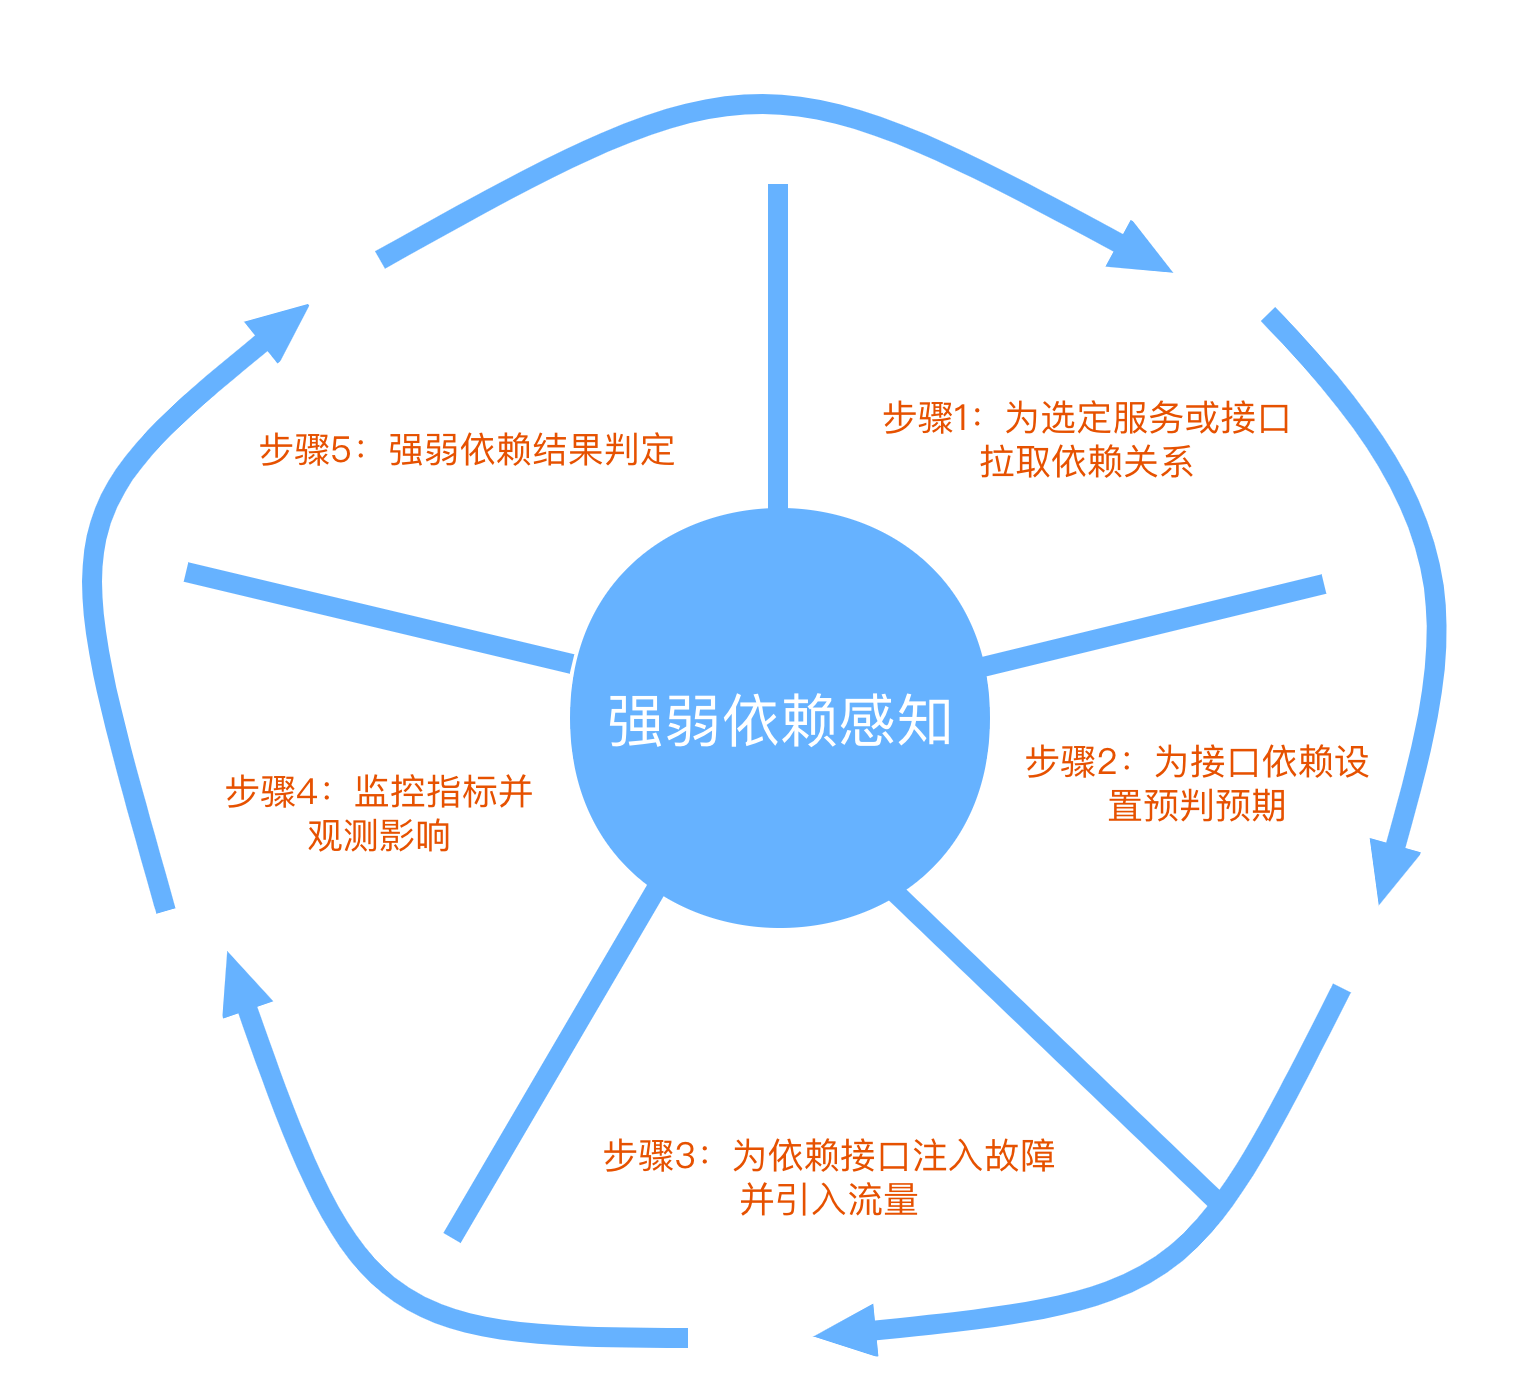 步骤1：为选定服务或接口
拉取依赖关系
步骤2：为接口依赖设
置预判预期
步骤3：为依赖接口注入故障
并引入流量
步骤4：监控指标并
观测影响
步骤5：强弱依赖结果判定
强弱依赖感知